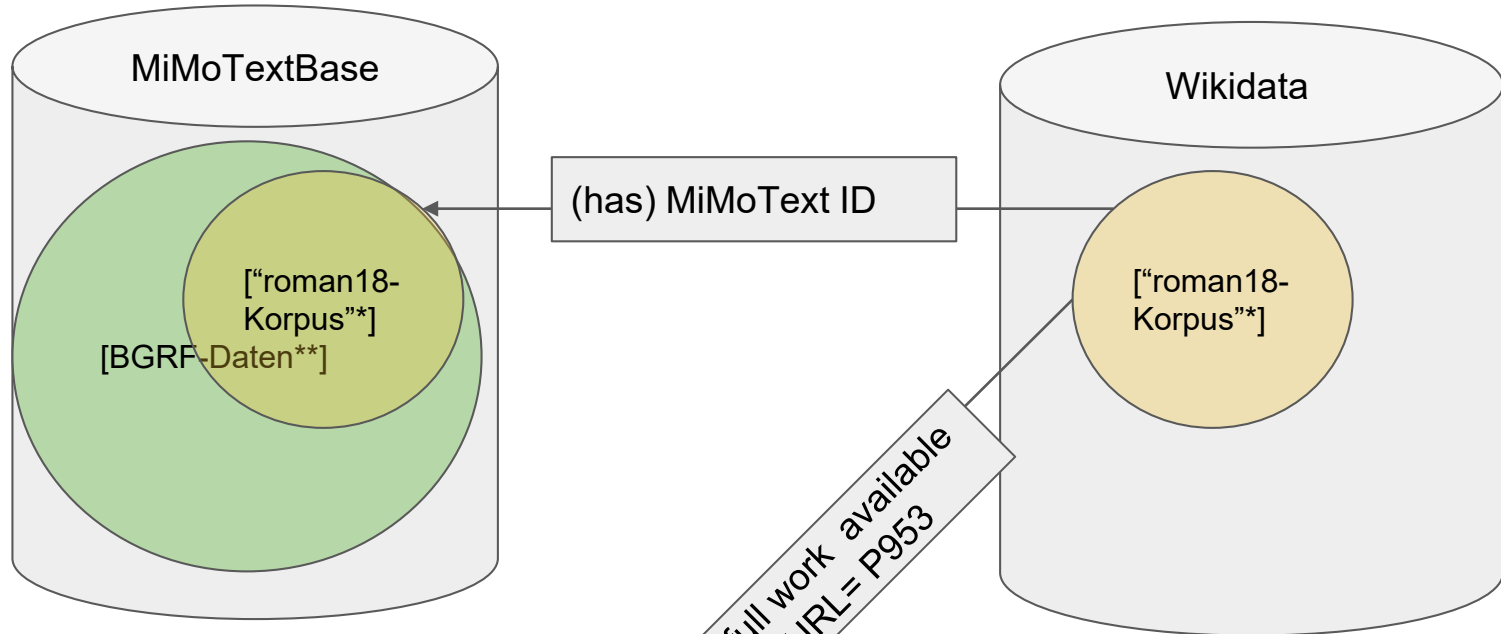 MiMoTextBase
Wikidata
(has) MiMoText ID
[“roman18-
Korpus”*]
[BGRF-Daten**]
[“roman18-
Korpus”*]
full work available
URL= P953